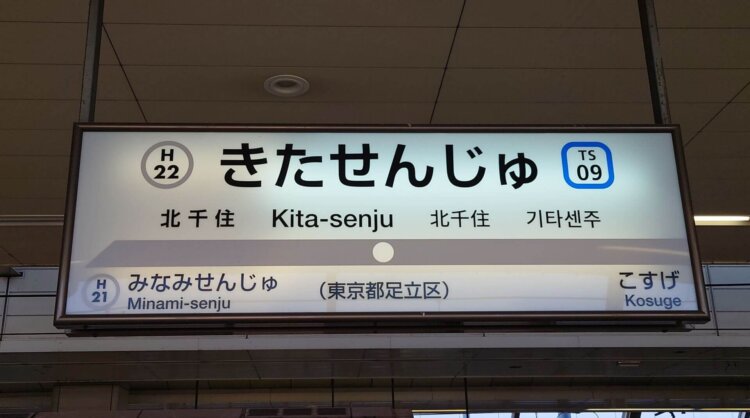 H 22 きたせんじゅ TS 09
北千住 Kita-senju 北千住 기타센주
H 21 みなみせんじゅ (東京都足立区) こすげ
Minami-senju Kosuge